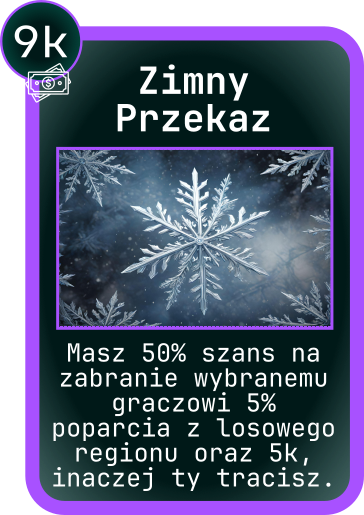 9k
Zimny
Przekaz
Masz 50% szans na
zabranie wybranemu
graczowi 5%
poparcia z losowego
regionu oraz 5k,
inaczej ty tracisz.